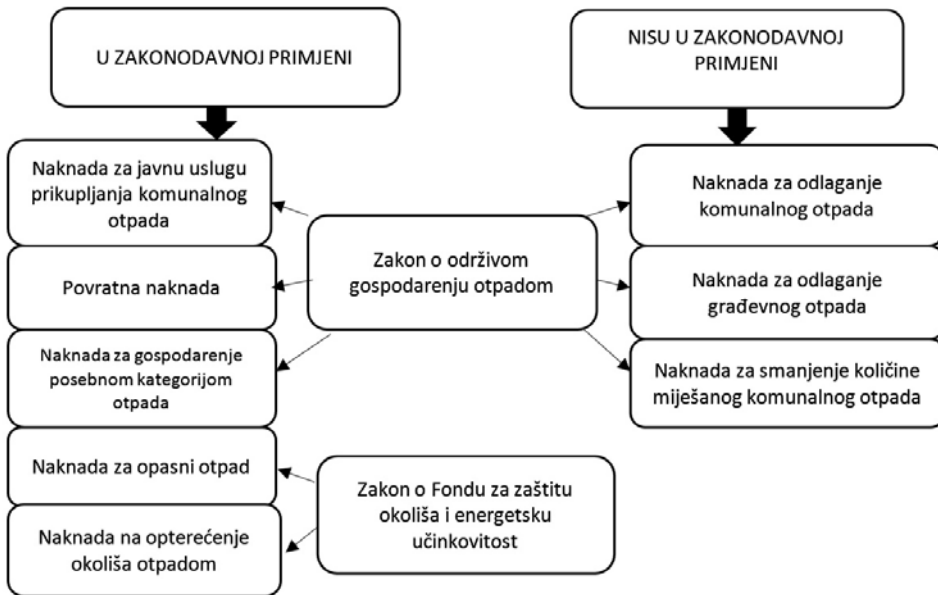 U ZAKONODAVNOJ PRIMJENI
NISU U ZAKONODAVNOJ
PRIMJENI
Naknada za javnu uslugu
prikupljanja komunalnog
otpada
Povratna naknada
Naknada za gospodarenje
posebnom kategorijom
otpada
Naknada za opasni otpad
Naknada na opterećenje
okoliša otpadom
Zakon o održivom
gospodarenju otpadom
Zakon o Fondu za zaštitu
okoliša i energetsku
učinkovitost
Naknada za odlaganje
komunalnog otpada
Naknada za odlaganje
građevnog otpada
Naknada za smanjenje količine
miješanog komunalnog otpada